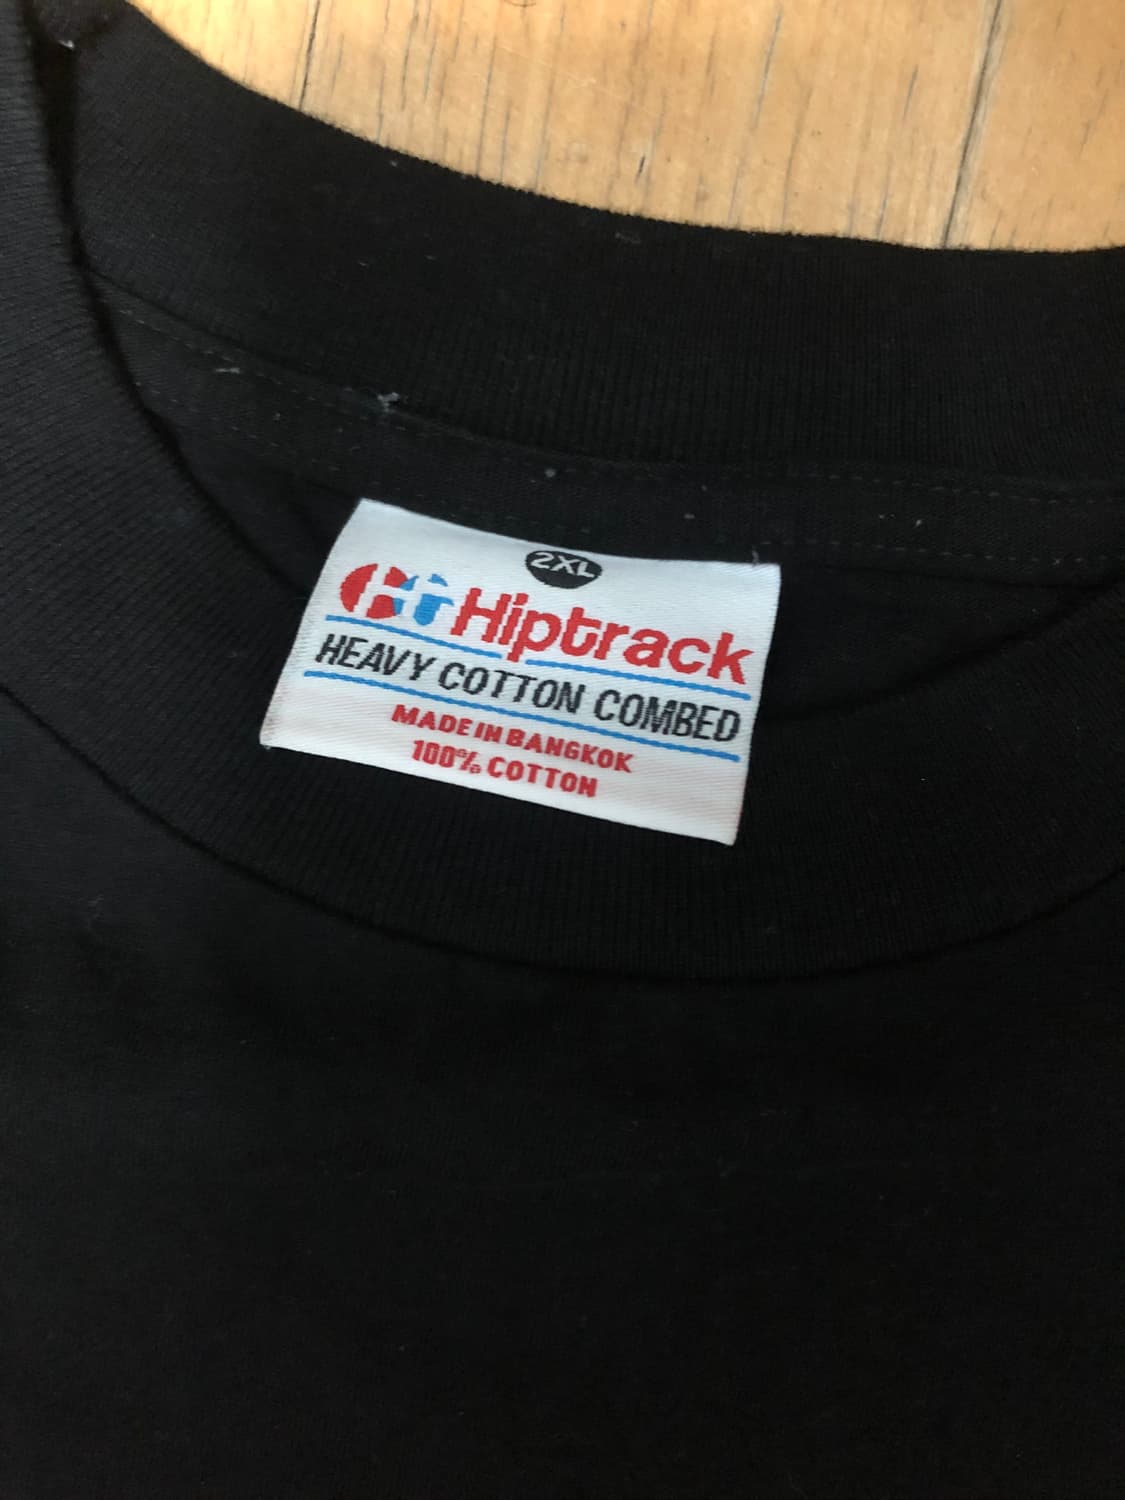 2XL
Hiptrack
HEAVY COTTON COMBED
MADE IN BANGKOK
100% COTTON